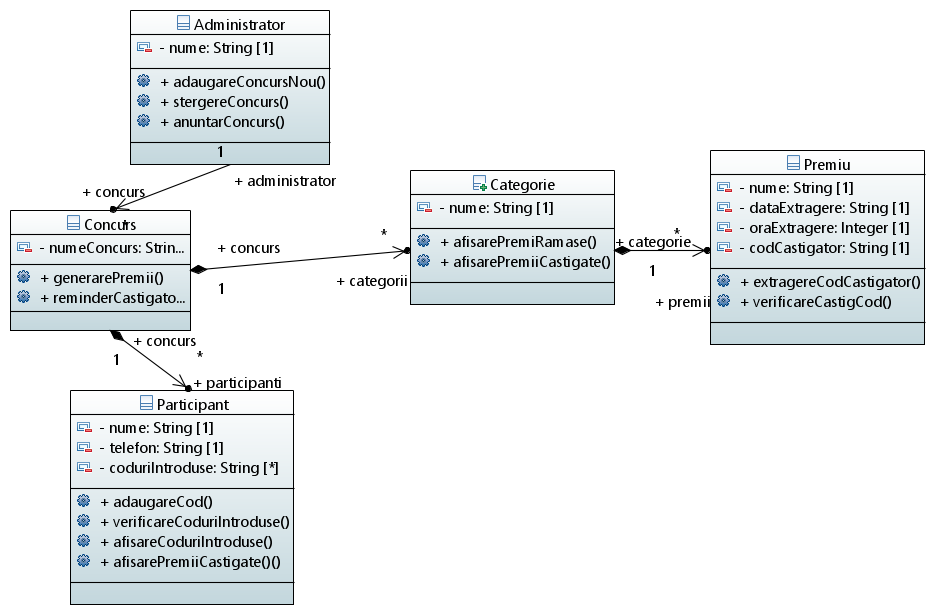 Administrator
- nume: String [1]
+ adaugareConcursNou()
+ stergereConcurs()
+ anuntarConcurs()
1
+ administrator
+ concurs
*
Concurs
- numeConcurs: Strin...
+ generarePremii()
+ reminderCastigato...
+ concurs
1
*
+ categorii
Categorie
- nume: String [1]
+ afisarePremiRamase()
+ afisarePremiiCastigate()
+ categorie
1
*
+ premii
Premiu
- nume: String [1]
- dataExtragere: String [1]
- oraExtragere: Integer [1]
- codCastigator: String [1]
+ extragereCodCastigator()
+ verificareCastigCod()
+ concurs
1
*
+ participanti
Participant
- nume: String [1]
- telefon: String [1]
- coduriIntroduse: String [*]
+ adaugareCod()
+ verificareCoduriIntroduse()
+ afisareCoduriIntroduse()
+ afisarePremiiCastigate()()